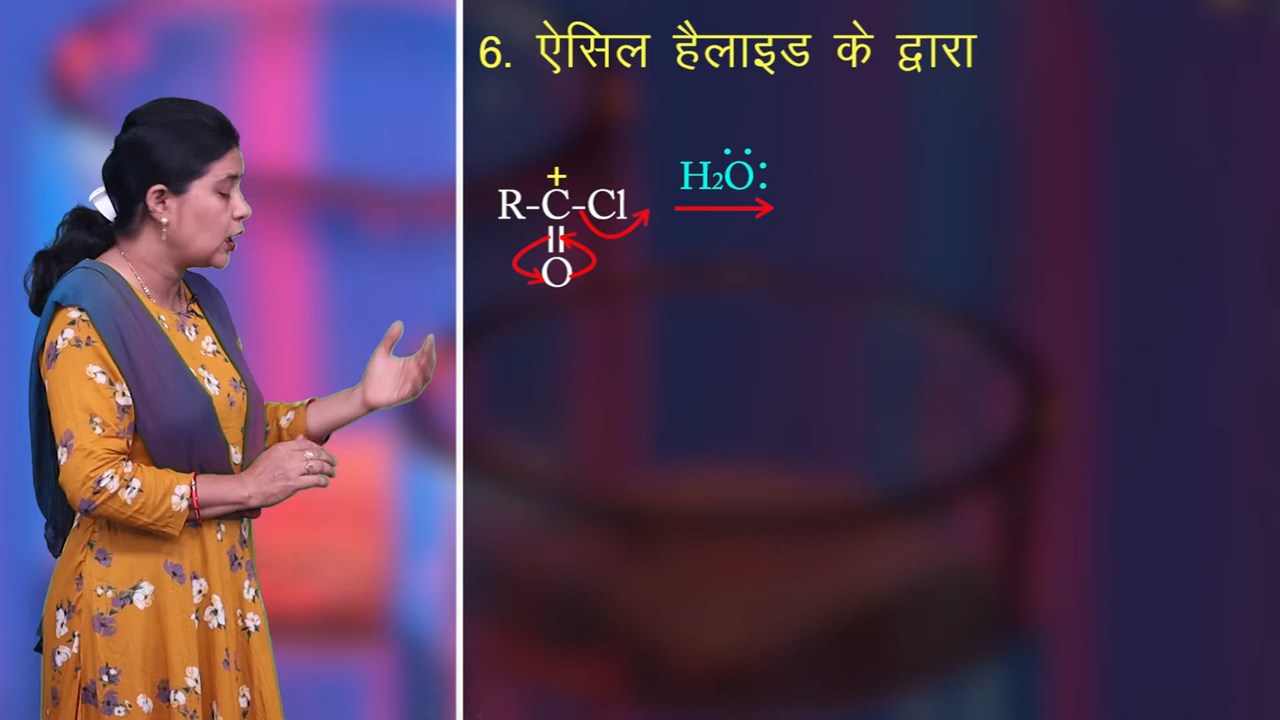 6. ऐसिल हैलाइड के द्वारा
H₂O:
+
R-C-Cl
||
O